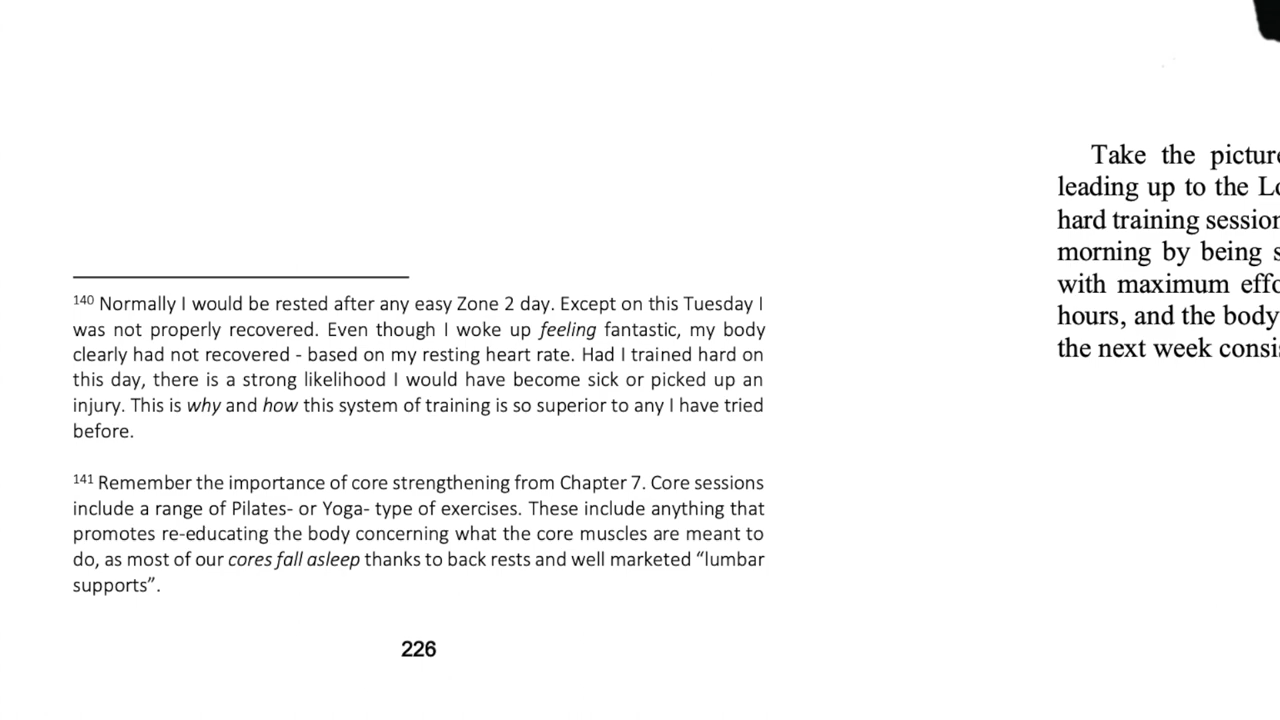 140 Normally I would be rested after any easy Zone 2 day. Except on this Tuesday I
was not properly recovered. Even though I woke up feeling fantastic, my body
clearly had not recovered - based on my resting heart rate. Had I trained hard on
this day, there is a strong likelihood I would have become sick or picked up an
injury. This is why and how this system of training is so superior to any I have tried
before.
141 Remember the importance of core strengthening from Chapter 7. Core sessions
include a range of Pilates- or Yoga- type of exercises. These include anything that
promotes re-educating the body concerning what the core muscles are meant to
do, as most of our cores fall asleep thanks to back rests and well marketed “lumbar
supports”.
226
Take the
leading up to the
hard training
morning by being
with maximum
hours, and the body
the next week